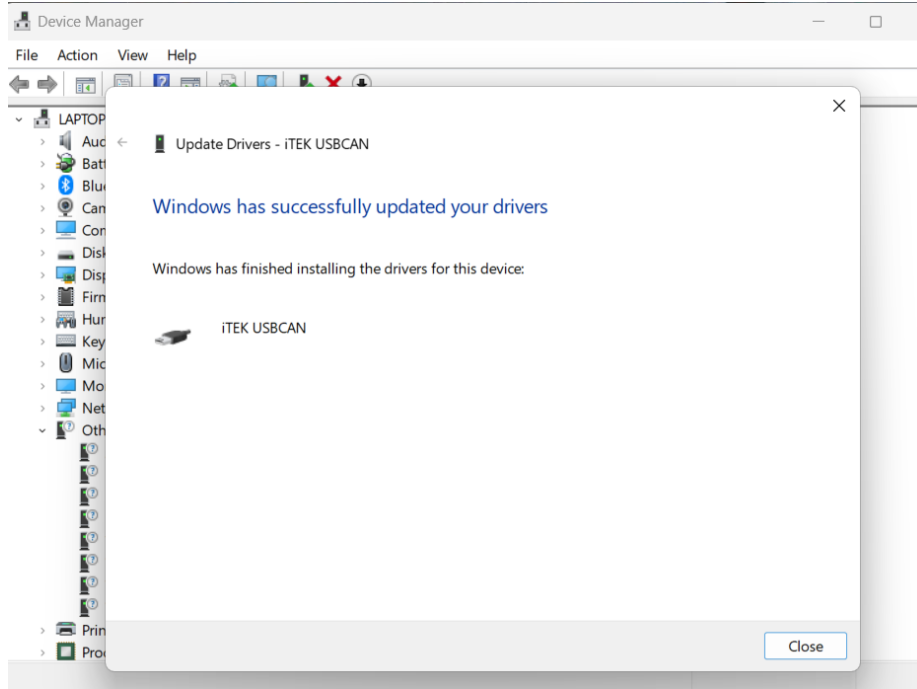 Device Manager
File Action View Help
LAPTOP
Aud
Batt
Blue
Cam
Com
Disk
Disp
Firm
Hum
Key
Mic
Mo
Net
Oth
Prin
Proc
Update Drivers - iTEK USBCAN
Windows has successfully updated your drivers
Windows has finished installing the drivers for this device:
iTEK USBCAN
Close